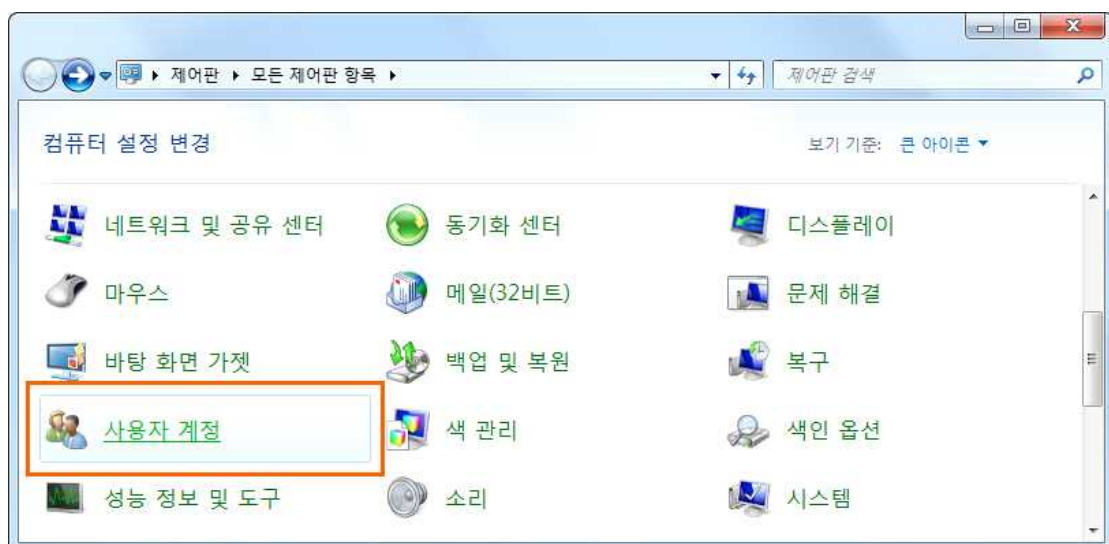 제어판 ▸ 모든 제어판 항목 ▸ 제어판 검색
컴퓨터 설정 변경 보기 기준: 큰 아이콘
네트워크 및 공유 센터 동기화 센터 디스플레이
마우스 메일(32비트) 문제 해결
바탕 화면 가젯 백업 및 복원 복구
사용자 계정 색 관리 색인 옵션
성능 정보 및 도구 소리 시스템